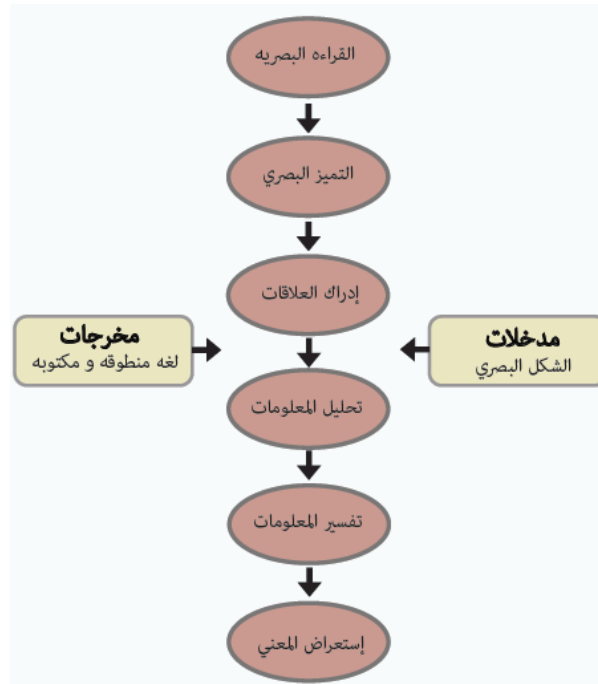 القراءه البصريه
التميز البصري
إدراك العلاقات
مدخلات
الشكل البصري
مخرجات
لغه منطوقه و مكتوبه
تحليل المعلومات
تفسير المعلومات
إستعراض المعني